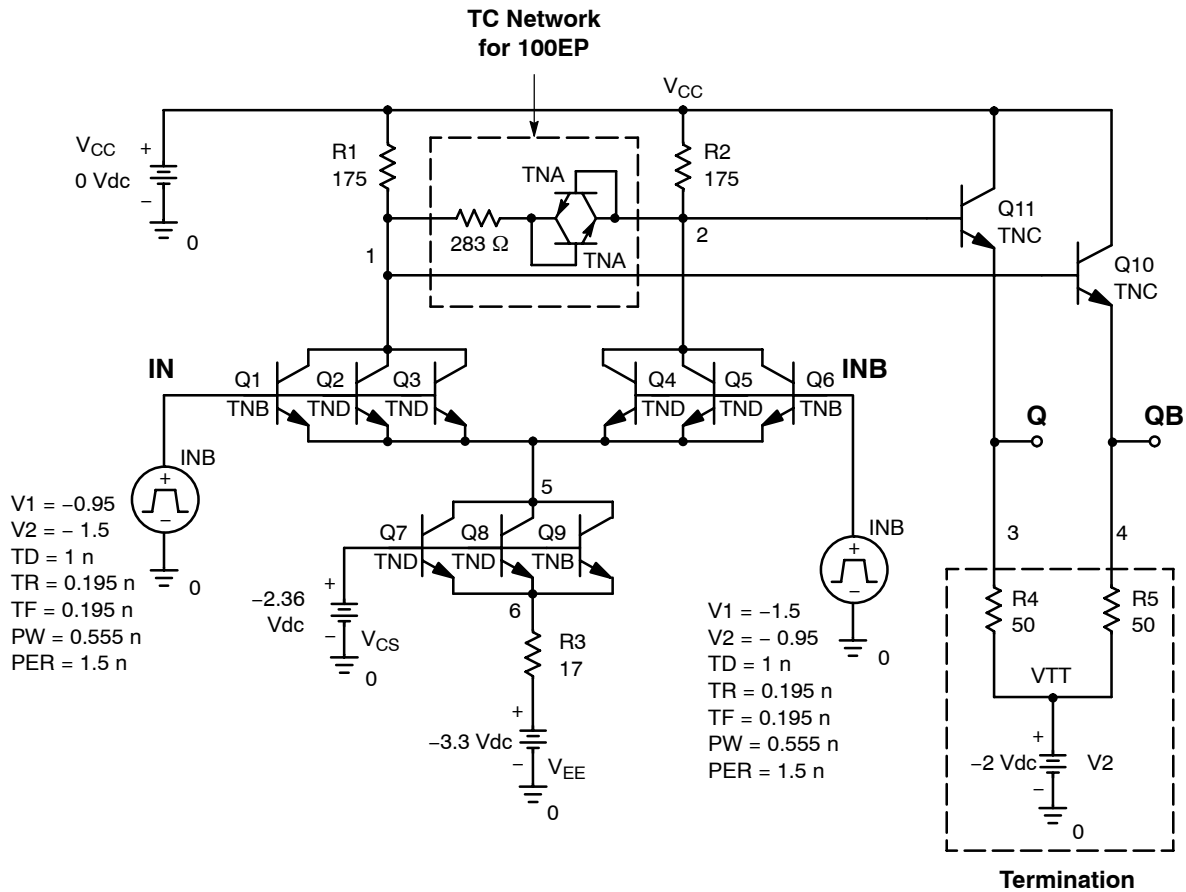 TC Network
for 100EP
VCC
VCC
+
0 Vdc
−
0
R1
175
TNA
283 Ω
TNA
R2
175
1
2
Q11
TNC
Q10
TNC
IN
Q1
TNB
Q2
TND
Q3
TND
Q4
TND
Q5
TND
Q6
TNB
INB
INB
+
−
0
V1 = −0.95
V2 = − 1.5
TD = 1 n
TR = 0.195 n
TF = 0.195 n
PW = 0.555 n
PER = 1.5 n
5
Q7
TND
Q8
TND
Q9
TNB
−2.36
Vdc
+
−
VCS
0
6
R3
17
+
−3.3 Vdc
−
VEE
0
INB
+
−
0
V1 = −1.5
V2 = − 0.95
TD = 1 n
TR = 0.195 n
TF = 0.195 n
PW = 0.555 n
PER = 1.5 n
Q
QB
3
4
R4
50
R5
50
VTT
+
−2 Vdc
−
V2
0
Termination